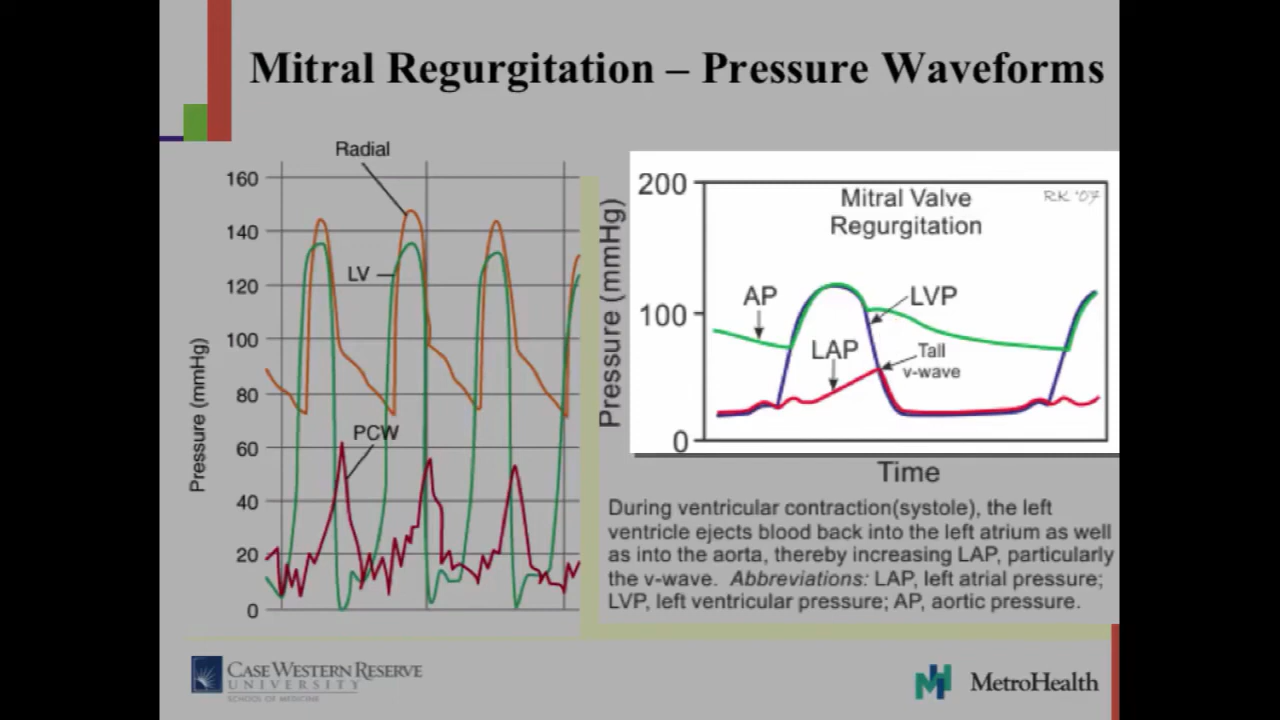 Mitral Regurgitation – Pressure Waveforms
Radial
160
140
120
100
80
60
40
20
0
LV
PCW
Pressure (mmHg)
200
100
0
Pressure (mmHg)
Mitral Valve
Regurgitation
RK '07
AP
LVP
LAP
Tall
v-wave
Time
During ventricular contraction(systole), the left
ventricle ejects blood back into the left atrium as well
as into the aorta, thereby increasing LAP, particularly
the v-wave. Abbreviations: LAP, left atrial pressure;
LVP, left ventricular pressure; AP, aortic pressure.
CASE WESTERN RESERVE
UNIVERSITY
SCHOOL OF MEDICINE
MetroHealth